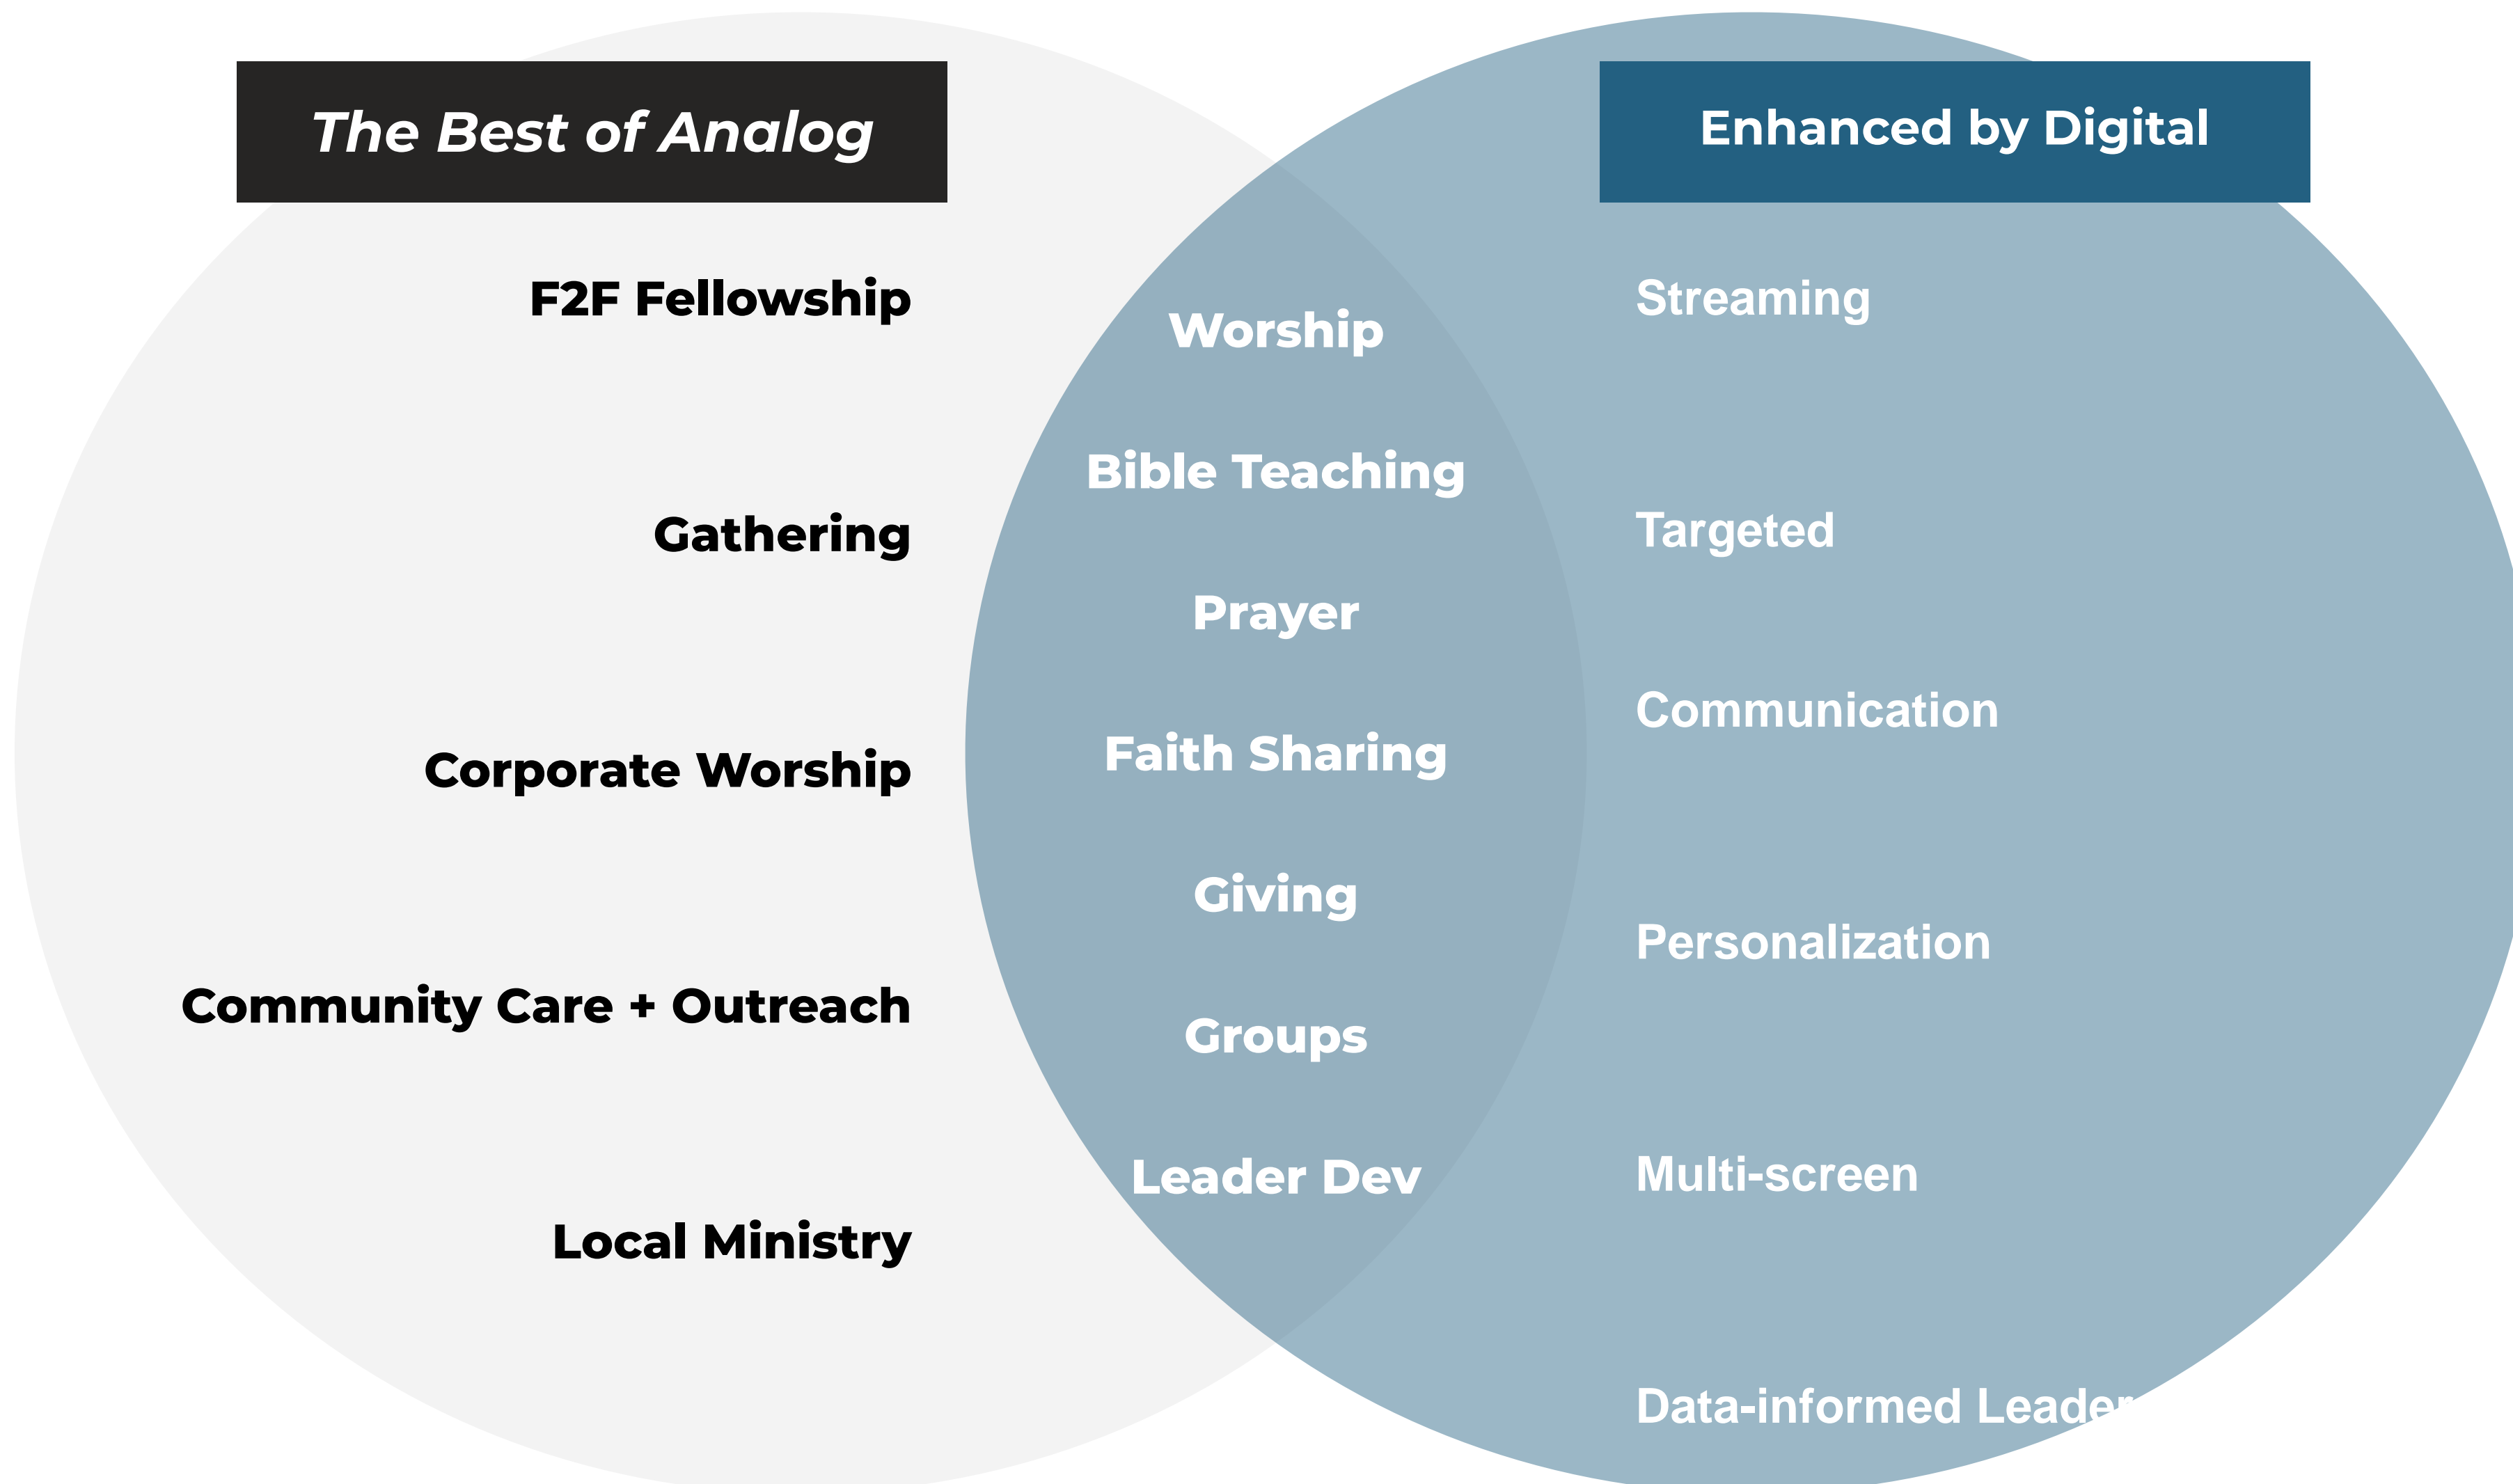 The Best of Analog
F2F Fellowship
Gathering
Corporate Worship
Community Care + Outreach
Local Ministry
Worship
Bible Teaching
Prayer
Faith Sharing
Giving
Groups
Leader Dev
Enhanced by Digital
Streaming
Targeted
Communication
Personalization
Multi-screen
Data-informed Leader